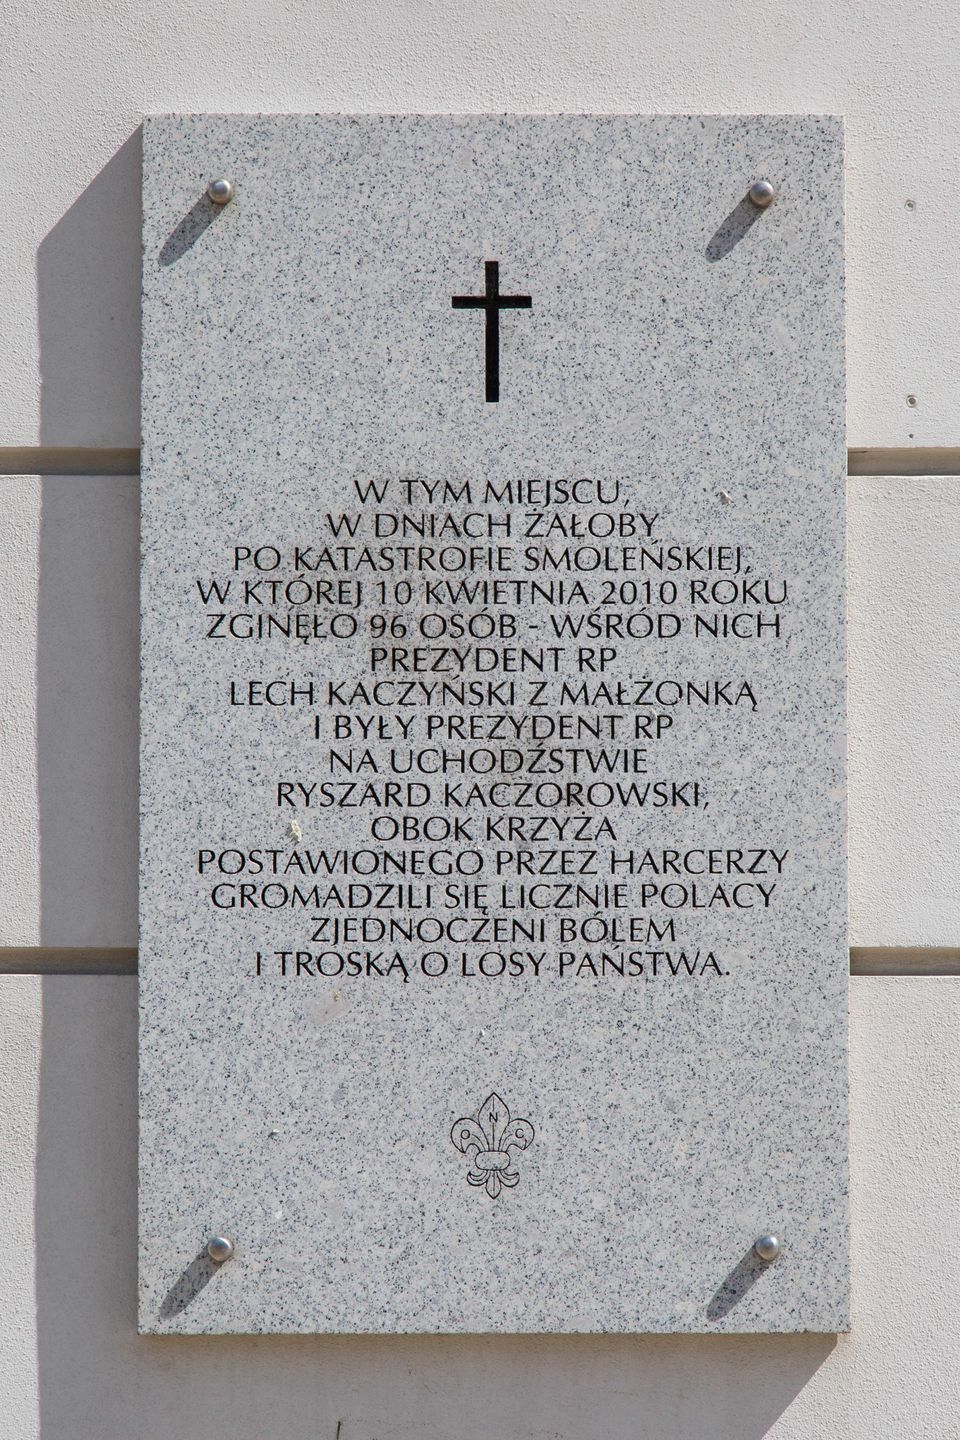 W TYM MIEJSCU,
W DNIACH ŻAŁOBY
PO KATASTROFIE SMOLEŃSKIEJ,
W KTÓREJ 10 KWIETNIA 2010 ROKU
ZGINĘŁO 96 OSÓB - WŚRÓD NICH
PREZYDENT RP
LECH KACZYŃSKI Z MAŁŻONKĄ
I BYŁY PREZYDENT RP
NA UCHODŹSTWIE
RYSZARD KACZOROWSKI,
OBOK KRZYŻA
POSTAWIONEGO PRZEZ HARCERZY
GROMADZILI SIĘ LICZNIE POLACY
ZJEDNOCZENI BÓLEM
I TROSKĄ O LOSY PAŃSTWA.
O N C